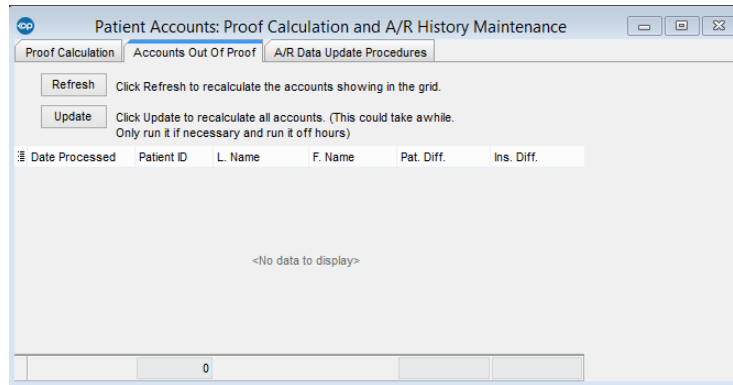 op
Patient Accounts: Proof Calculation and A/R History Maintenance
Proof Calculation Accounts Out Of Proof A/R Data Update Procedures
Refresh Click Refresh to recalculate the accounts showing in the grid.
Update Click Update to recalculate all accounts. (This could take awhile.
Only run it if necessary and run it off hours)
Date Processed Patient ID L. Name F. Name Pat. Diff. Ins. Diff.
<No data to display>
0